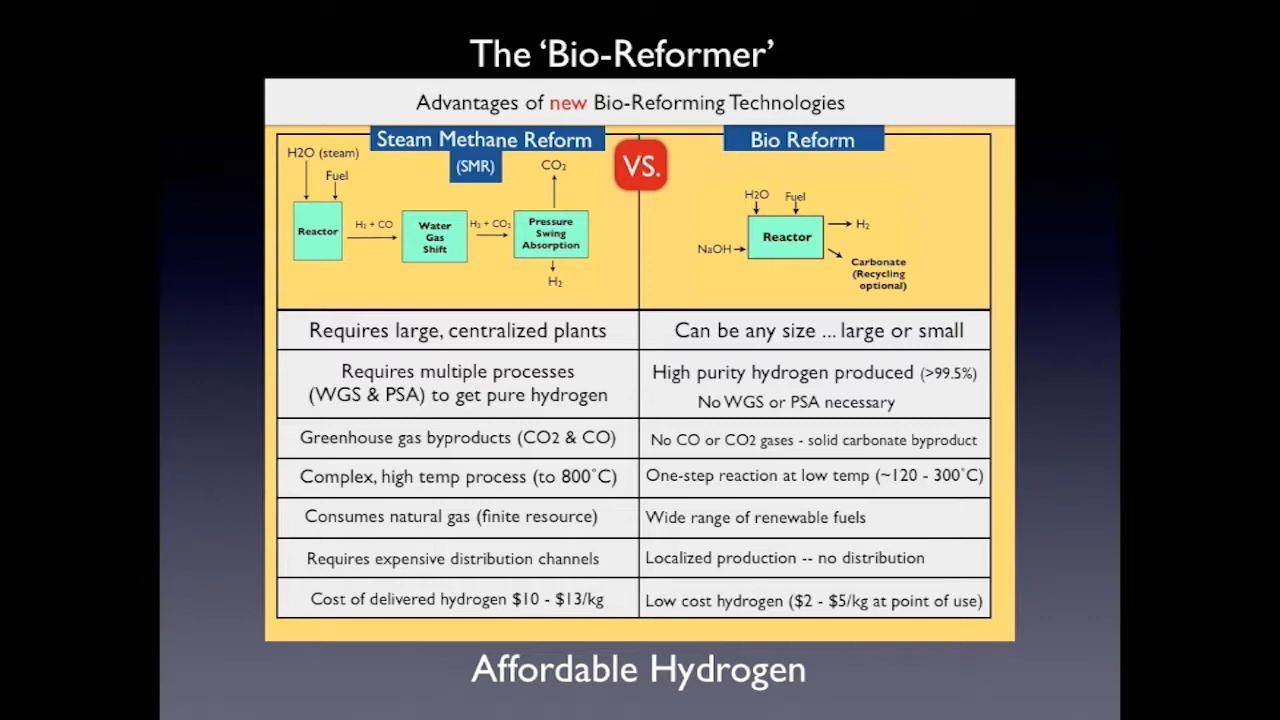 The ‘Bio-Reformer’
Advantages of new Bio-Reforming Technologies
Steam Methane Reform
(SMR)
VS.
Bio Reform
H2O (steam)
Fuel
Reactor
H₂ + CO
Water
Gas
Shift
H₂ + CO₂
CO₂
Pressure
Swing
Absorption
H₂
H₂O
Fuel
NaOH
Reactor
H₂
Carbonate
(Recycling
optional)
Requires large, centralized plants
Can be any size ... large or small
Requires multiple processes
(WGS & PSA) to get pure hydrogen
High purity hydrogen produced (>99.5%)
No WGS or PSA necessary
Greenhouse gas byproducts (CO2 & CO)
No CO or CO2 gases - solid carbonate byproduct
Complex, high temp process (to 800˚C)
One-step reaction at low temp (~120 - 300˚C)
Consumes natural gas (finite resource)
Wide range of renewable fuels
Requires expensive distribution channels
Localized production -- no distribution
Cost of delivered hydrogen $10 - $13/kg
Low cost hydrogen ($2 - $5/kg at point of use)
Affordable Hydrogen